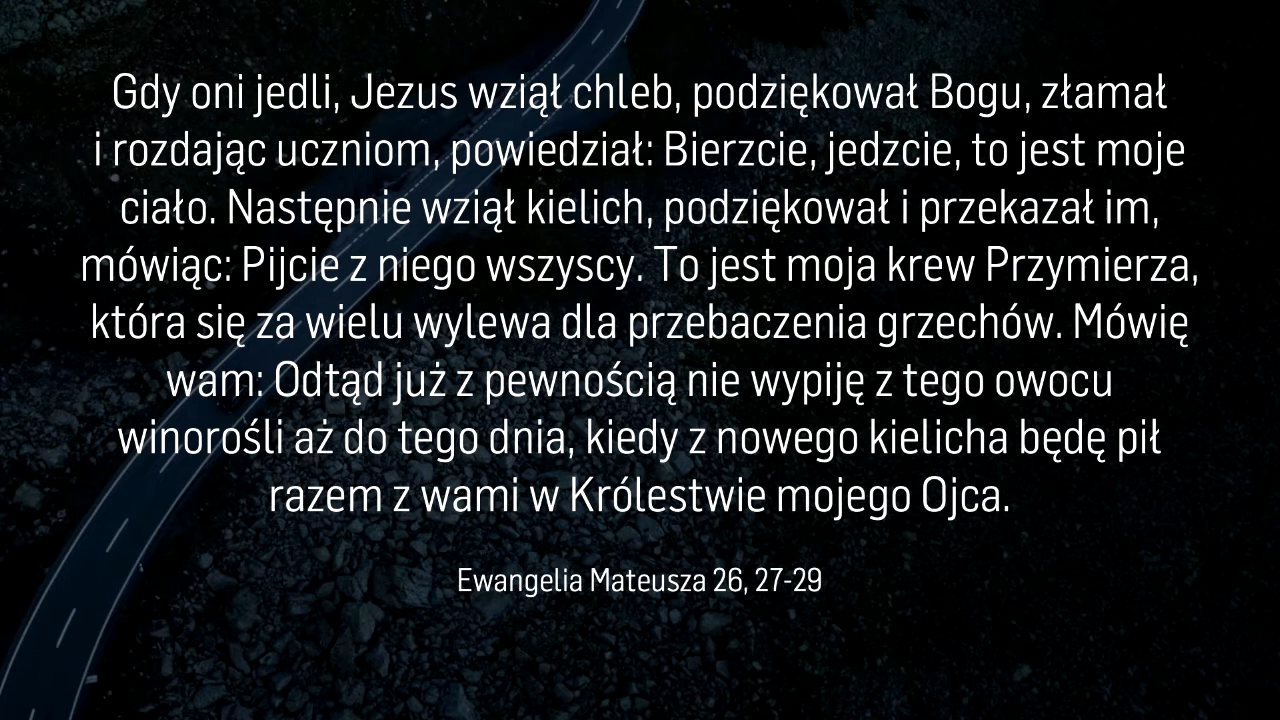 Gdy oni jedli, Jezus wziął chleb, podziękował Bogu, złamał
i rozdając uczniom, powiedział: Bierzcie, jedzcie, to jest moje
ciało. Następnie wziął kielich, podziękował i przekazał im,
mówiąc: Pijcie z niego wszyscy. To jest moja krew Przymierza,
która się za wielu wylewa dla przebaczenia grzechów. Mówię
wam: Odtąd już z pewnością nie wypiję z tego owocu
winorośli aż do tego dnia, kiedy z nowego kielicha będę pił
razem z wami w Królestwie mojego Ojca.
Ewangelia Mateusza 26, 27-29